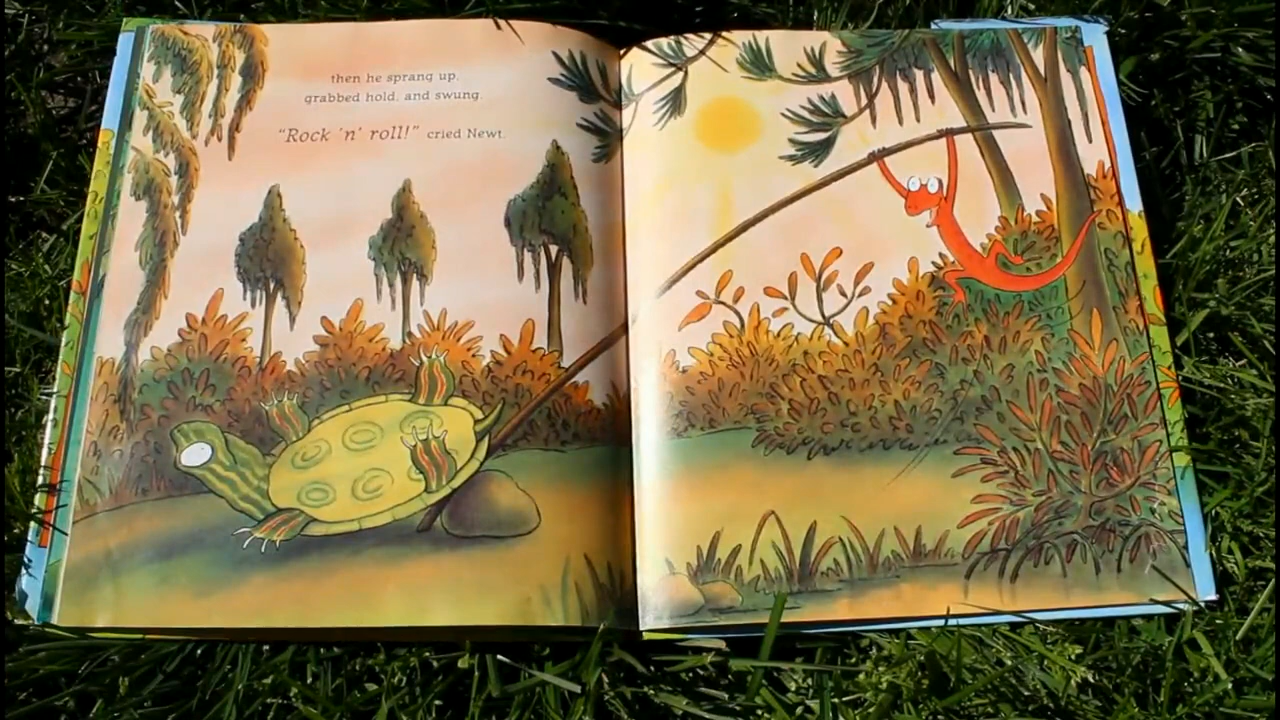 then he sprang up,
grabbed hold, and swung.
"Rock 'n' roll!" cried Newt.